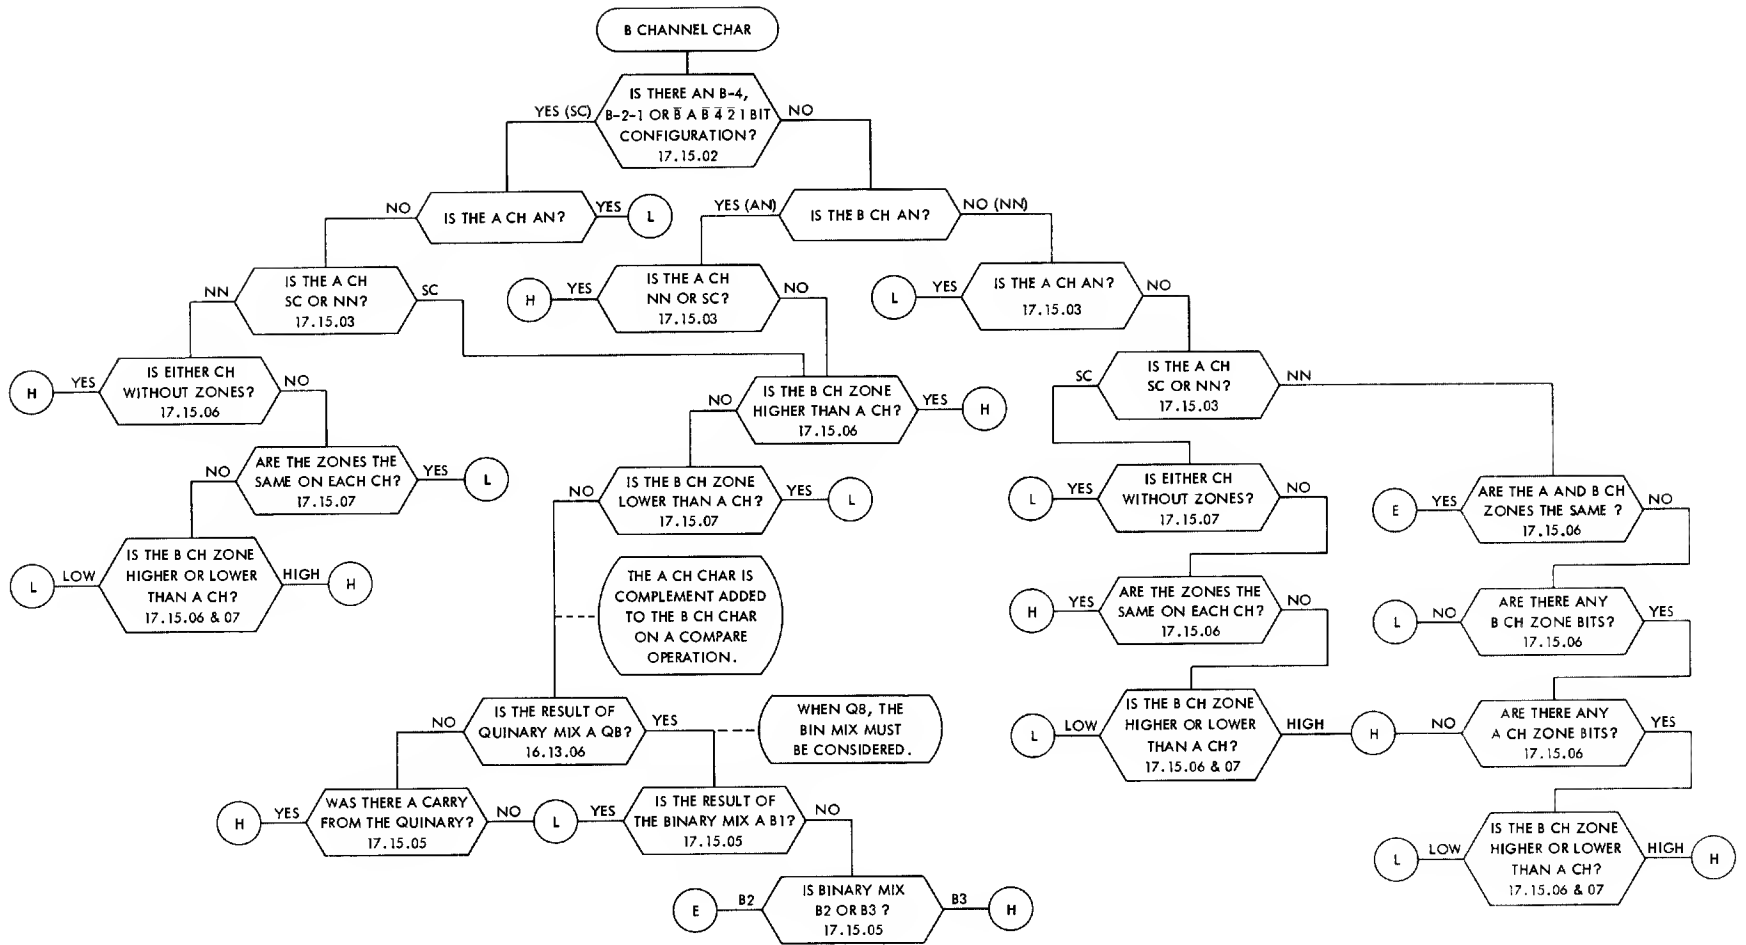 B CHANNEL CHAR
IS THERE AN B-4,
B-2-1 OR B̅ A B̅ 4̅ 2̅ 1 BIT
CONFIGURATION?
17.15.02
YES (SC)
NO
IS THE A CH AN?
NO
YES
L
IS THE B CH AN?
YES (AN)
NO (NN)
IS THE A CH
SC OR NN?
17.15.03
NN
SC
H
YES
IS THE A CH
NN OR SC?
17.15.03
NO
L
YES
IS THE A CH AN?
17.15.03
NO
H
YES
IS EITHER CH
WITHOUT ZONES?
17.15.06
NO
IS THE B CH ZONE
HIGHER THAN A CH?
17.15.06
NO
YES
H
SC
IS THE A CH
SC OR NN?
17.15.03
NN
NO
ARE THE ZONES THE
SAME ON EACH CH?
17.15.07
YES
L
NO
IS THE B CH ZONE
LOWER THAN A CH?
17.15.07
YES
L
L
YES
IS EITHER CH
WITHOUT ZONES?
17.15.07
NO
E
YES
ARE THE A AND B CH
ZONES THE SAME ?
17.15.06
NO
L
LOW
IS THE B CH ZONE
HIGHER OR LOWER
THAN A CH?
17.15.06 & 07
HIGH
H
THE A CH CHAR IS
COMPLEMENT ADDED
TO THE B CH CHAR
ON A COMPARE
OPERATION.
H
YES
ARE THE ZONES THE
SAME ON EACH CH?
17.15.06
NO
L
NO
ARE THERE ANY
B CH ZONE BITS?
17.15.06
YES
NO
IS THE RESULT OF
QUINARY MIX A Q8?
16.13.06
YES
WHEN Q8, THE
BIN MIX MUST
BE CONSIDERED.
L
LOW
IS THE B CH ZONE
HIGHER OR LOWER
THAN A CH?
17.15.06 & 07
HIGH
H
NO
ARE THERE ANY
A CH ZONE BITS?
17.15.06
YES
H
YES
WAS THERE A CARRY
FROM THE QUINARY?
17.15.05
NO
L
YES
IS THE RESULT OF
THE BINARY MIX A B1?
17.15.05
NO
L
LOW
IS THE B CH ZONE
HIGHER OR LOWER
THAN A CH?
17.15.06 & 07
HIGH
H
E
B2
IS BINARY MIX
B2 OR B3 ?
17.15.05
B3
H